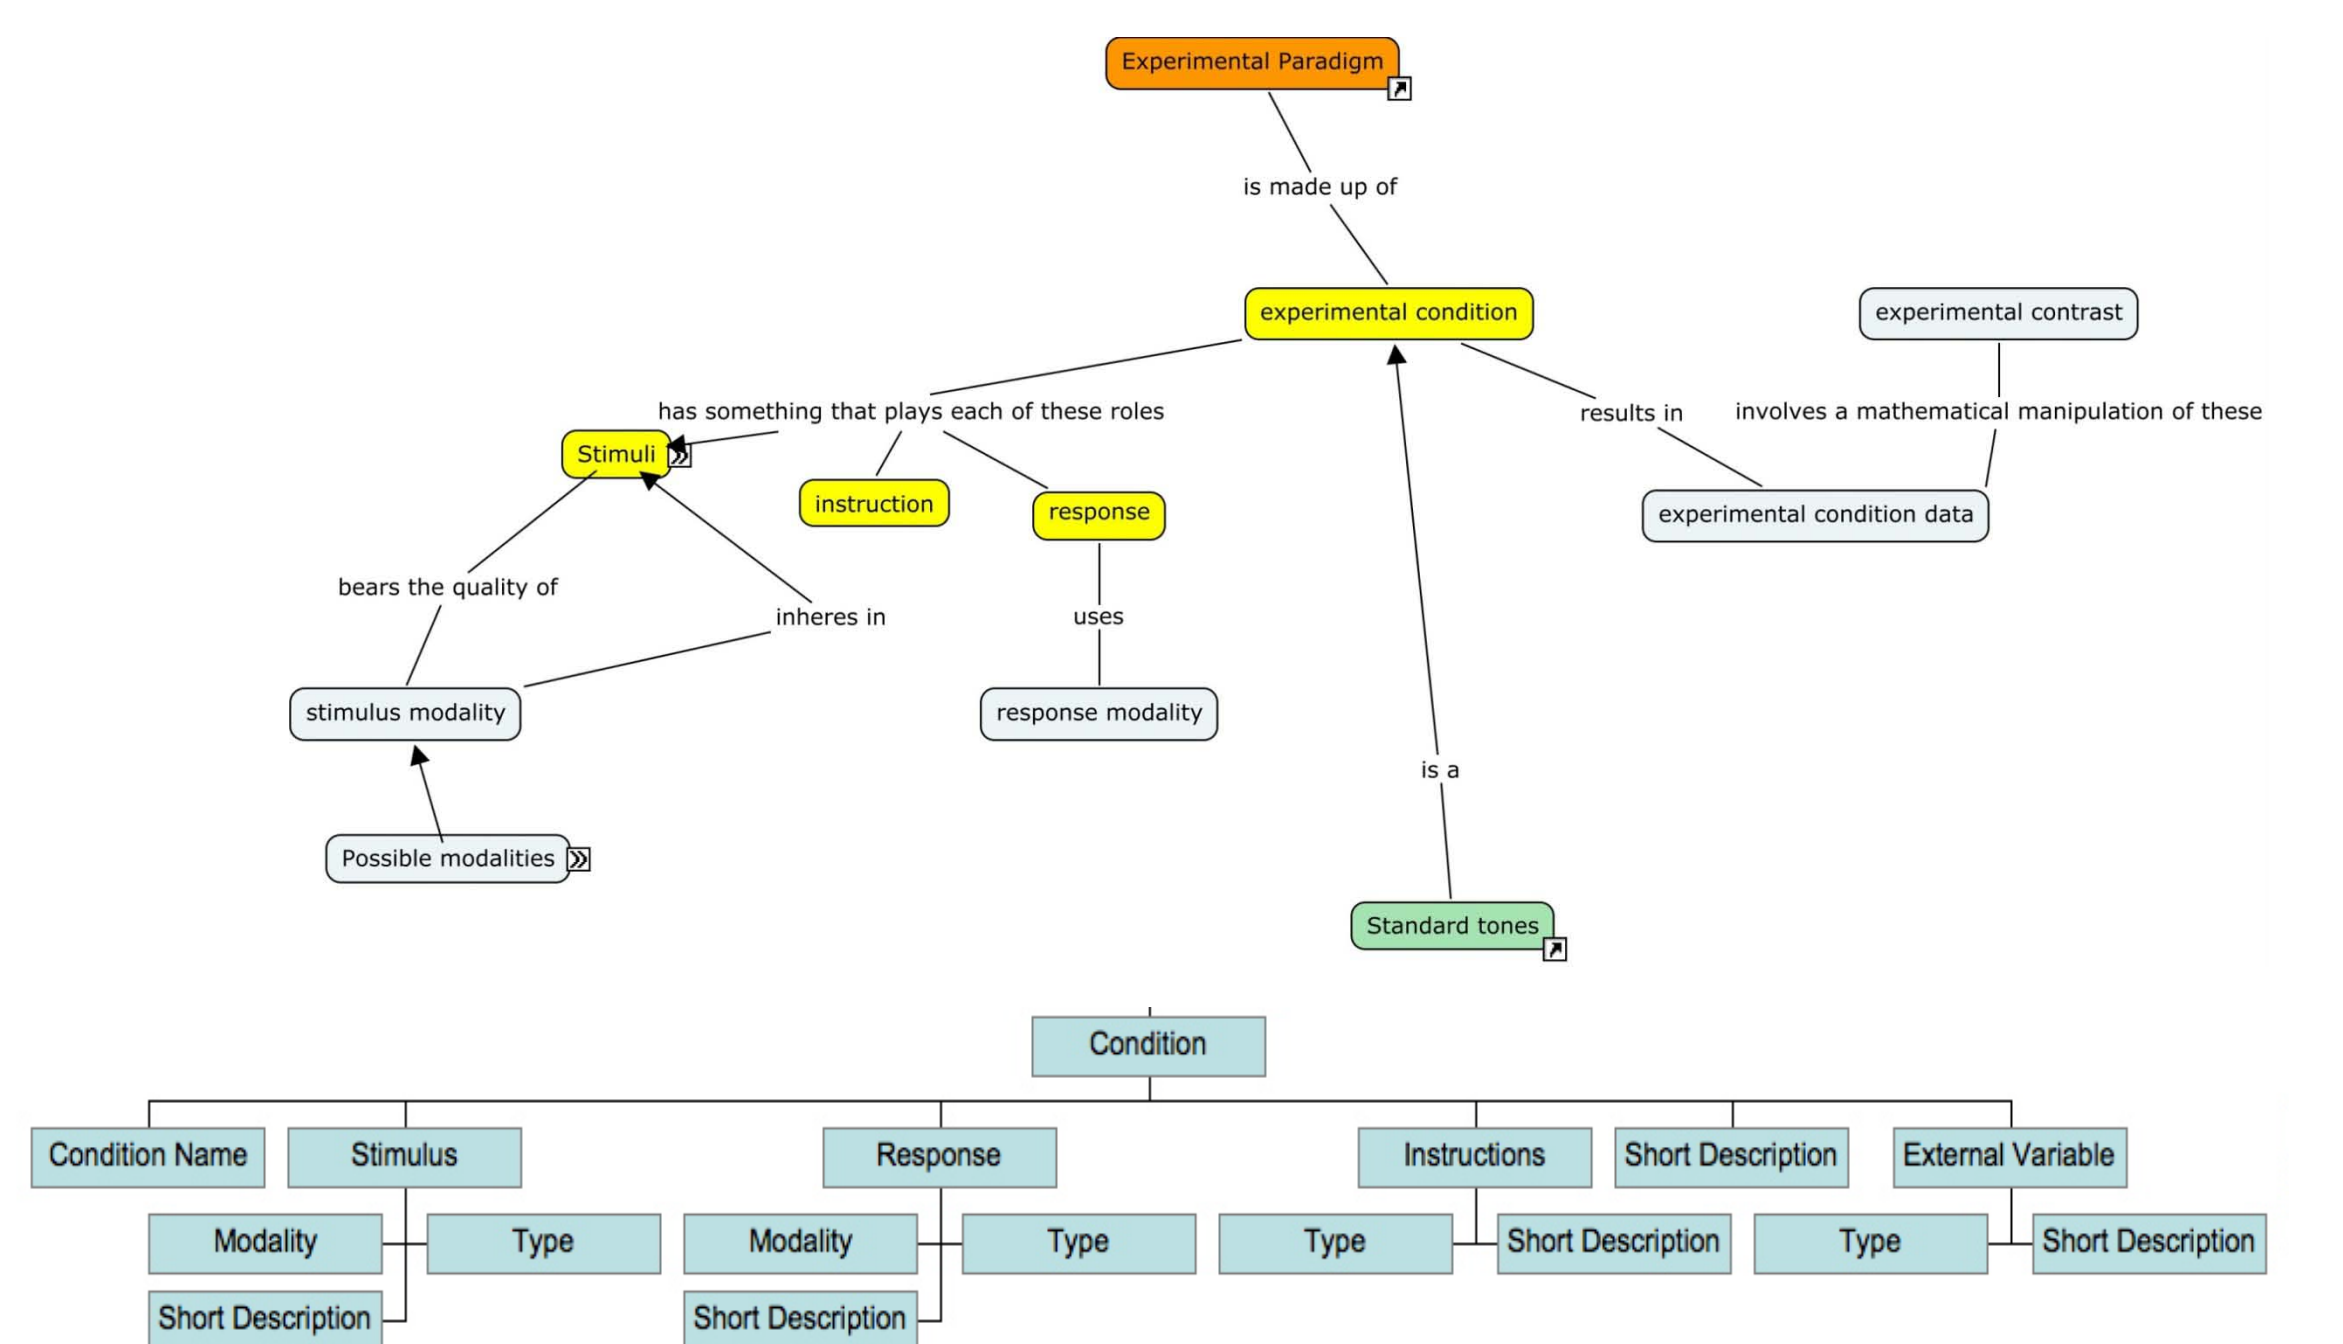 Experimental Paradigm
is made up of
experimental condition
experimental contrast
has something that plays each of these roles
results in
involves a mathematical manipulation of these
Stimuli
instruction
response
experimental condition data
bears the quality of
inheres in
uses
stimulus modality
response modality
is a
Possible modalities
Standard tones
Condition
Condition Name
Stimulus
Response
Instructions
Short Description
External Variable
Modality
Type
Modality
Type
Type
Short Description
Type
Short Description
Short Description
Short Description